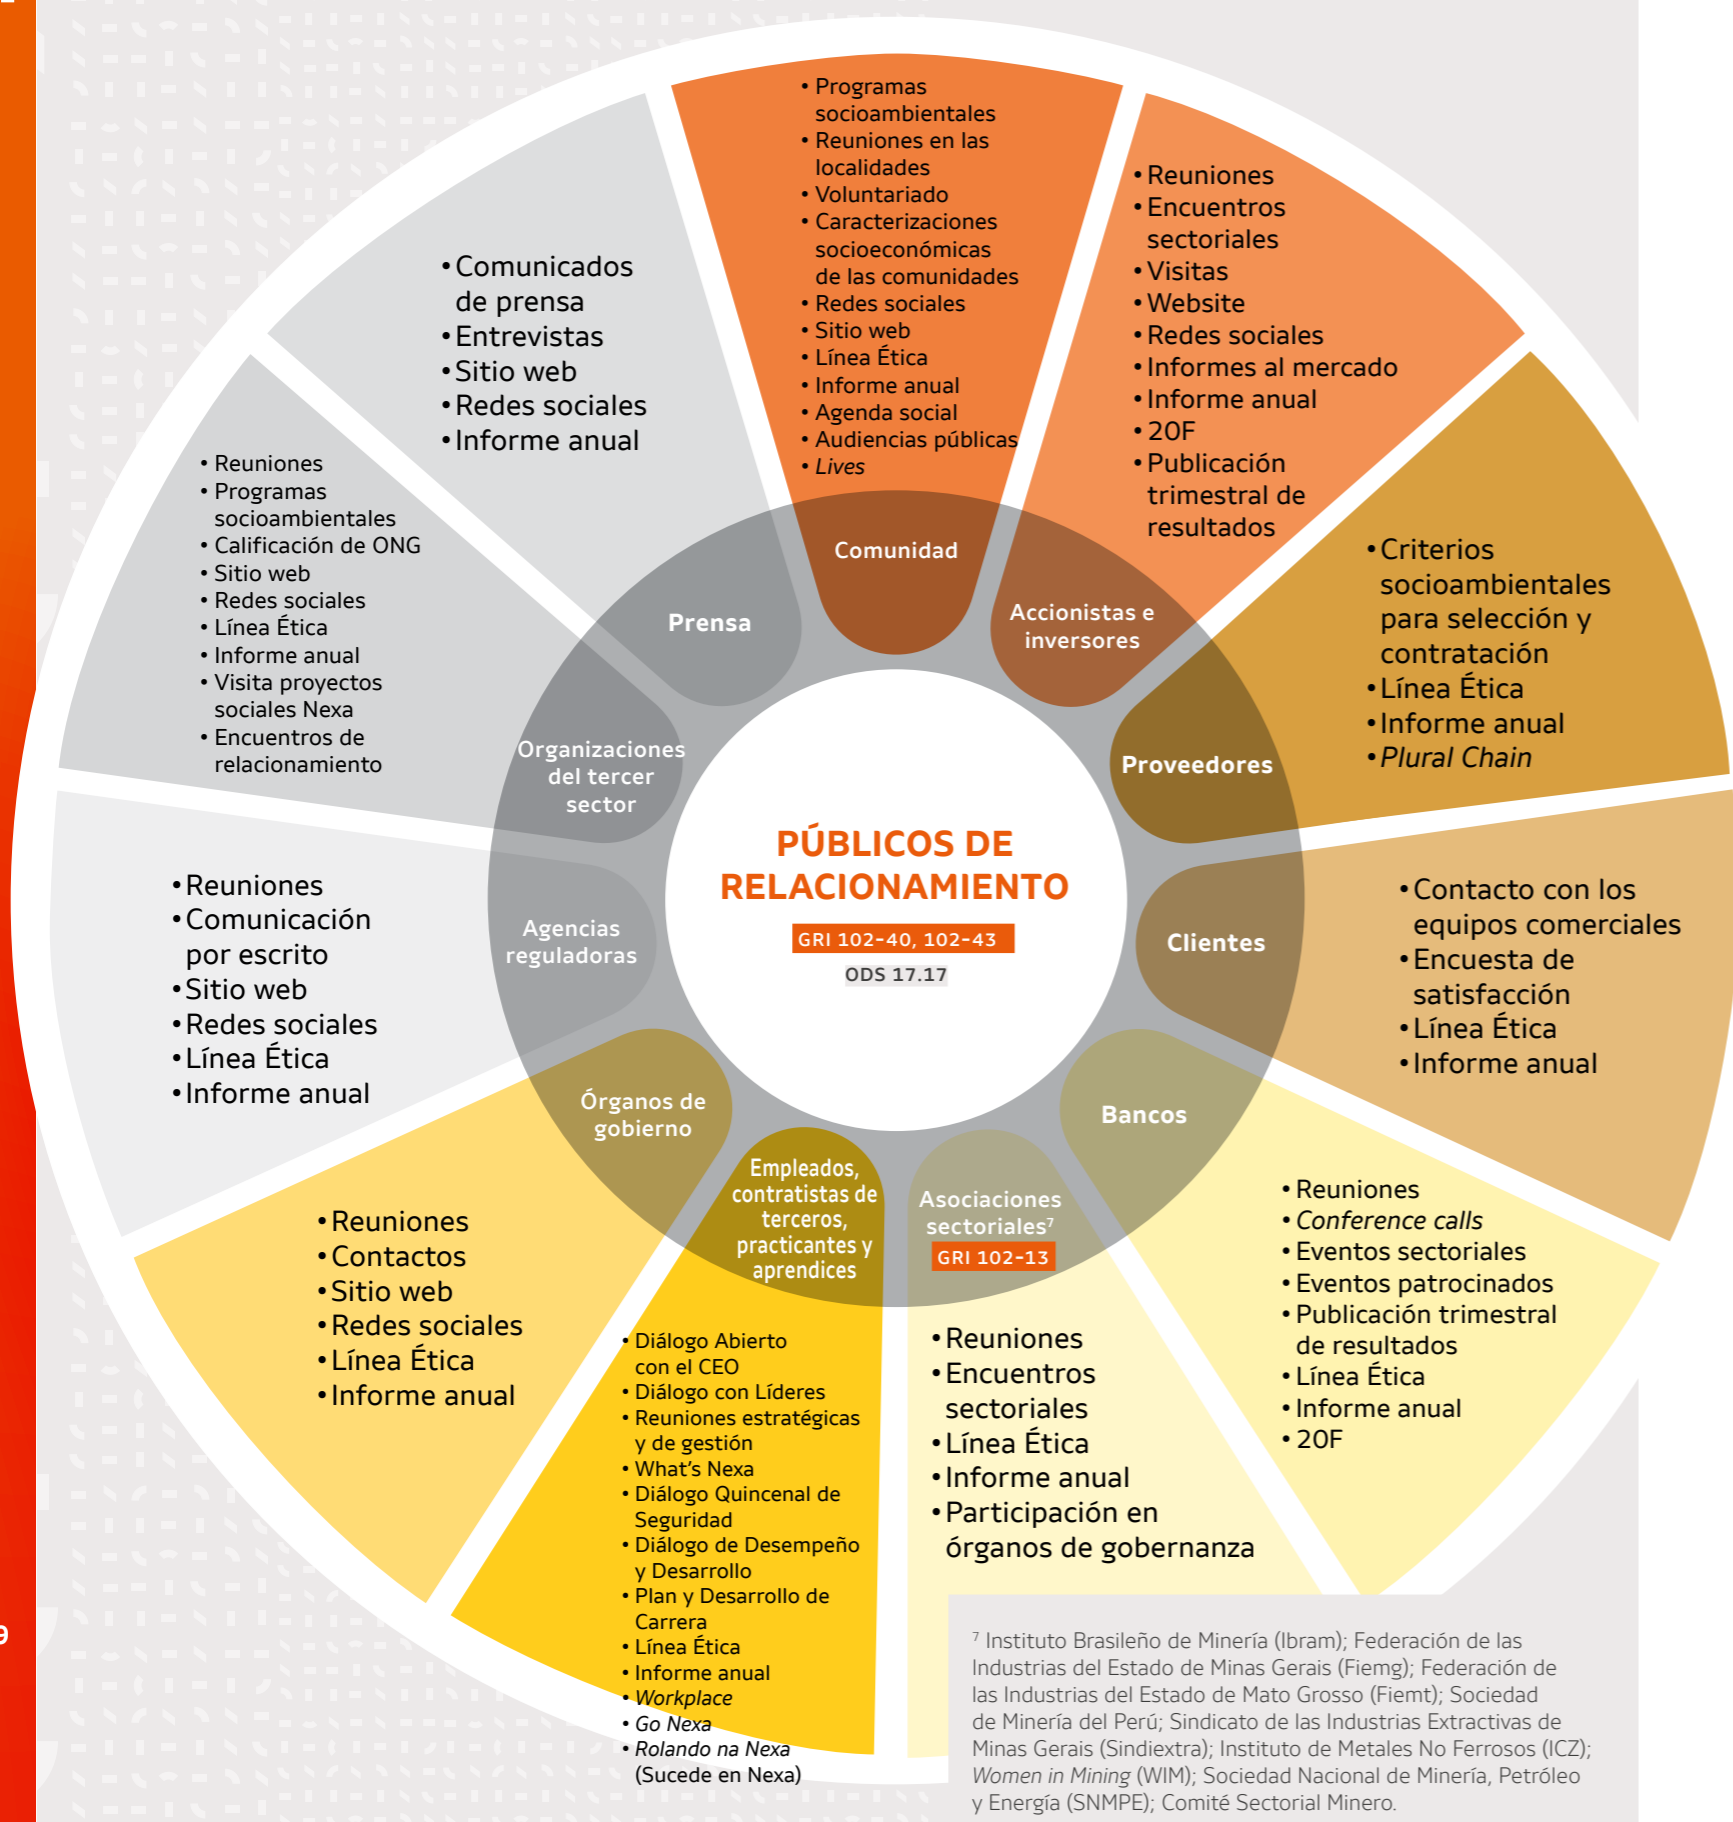 • Programas
socioambientales
• Reuniones en las
localidades
• Voluntariado
• Caracterizaciones
socioeconómicas
de las comunidades
• Redes sociales
• Sitio web
• Línea Ética
• Informe anual
• Agenda social
• Audiencias públicas
• Lives
Comunidad
• Reuniones
• Encuentros
sectoriales
• Visitas
• Website
• Redes sociales
• Informes al mercado
• Informe anual
• 20F
• Publicación
trimestral de
resultados
Accionistas e
inversores
• Criterios
socioambientales
para selección y
contratación
• Línea Ética
• Informe anual
• Plural Chain
Proveedores
• Contacto con los
equipos comerciales
• Encuesta de
satisfacción
• Línea Ética
• Informe anual
Clientes
• Reuniones
• Conference calls
• Eventos sectoriales
• Eventos patrocinados
• Publicación trimestral
de resultados
• Línea Ética
• Informe anual
• 20F
Bancos
Asociaciones
sectoriales⁷
GRI 102-13
• Reuniones
• Encuentros
sectoriales
• Línea Ética
• Informe anual
• Participación en
órganos de gobernanza
Empleados,
contratistas de
terceros,
practicantes y
aprendices
• Diálogo Abierto
con el CEO
• Diálogo con Líderes
• Reuniones estratégicas
y de gestión
• What's Nexa
• Diálogo Quincenal de
Seguridad
• Diálogo de Desempeño
y Desarrollo
• Plan y Desarrollo de
Carrera
• Línea Ética
• Informe anual
• Workplace
• Go Nexa
• Rolando na Nexa
(Sucede en Nexa)
Órganos de
gobierno
• Reuniones
• Contactos
• Sitio web
• Redes sociales
• Línea Ética
• Informe anual
Agencias
reguladoras
• Reuniones
• Comunicación
por escrito
• Sitio web
• Redes sociales
• Línea Ética
• Informe anual
Organizaciones
del tercer
sector
• Reuniones
• Programas
socioambientales
• Calificación de ONG
• Sitio web
• Redes sociales
• Línea Ética
• Informe anual
• Visita proyectos
sociales Nexa
• Encuentros de
relacionamiento
Prensa
• Comunicados
de prensa
• Entrevistas
• Sitio web
• Redes sociales
• Informe anual
PÚBLICOS DE
RELACIONAMIENTO
GRI 102-40, 102-43
ODS 17.17
9
⁷ Instituto Brasileño de Minería (Ibram); Federación de las
Industrias del Estado de Minas Gerais (Fiemg); Federación de
las Industrias del Estado de Mato Grosso (Fiemt); Sociedad
de Minería del Perú; Sindicato de las Industrias Extractivas de
Minas Gerais (Sindiextra); Instituto de Metales No Ferrosos (ICZ);
Women in Mining (WIM); Sociedad Nacional de Minería, Petróleo
y Energía (SNMPE); Comité Sectorial Minero.